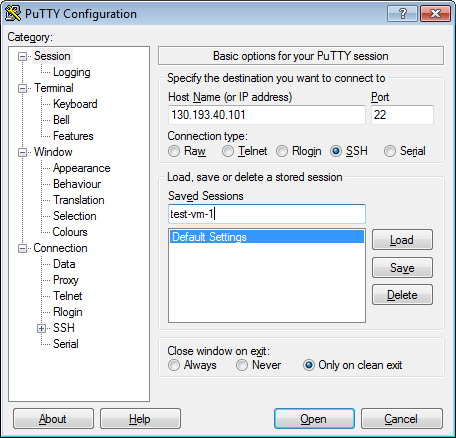 PuTTY Configuration
Category:
Session
Logging
Terminal
Keyboard
Bell
Features
Window
Appearance
Behaviour
Translation
Selection
Colours
Connection
Data
Proxy
Telnet
Rlogin
SSH
Serial
Basic options for your PuTTY session
Specify the destination you want to connect to
Host Name (or IP address) Port
130.193.40.101 22
Connection type:
Raw Telnet Rlogin SSH Serial
Load, save or delete a stored session
Saved Sessions
test-vm-1
Default Settings
Load
Save
Delete
Close window on exit:
Always Never Only on clean exit
About Help Open Cancel